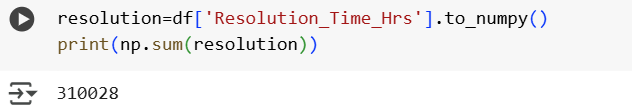 resolution=df['Resolution_Time_Hrs'].to_numpy()
print(np.sum(resolution))
310028